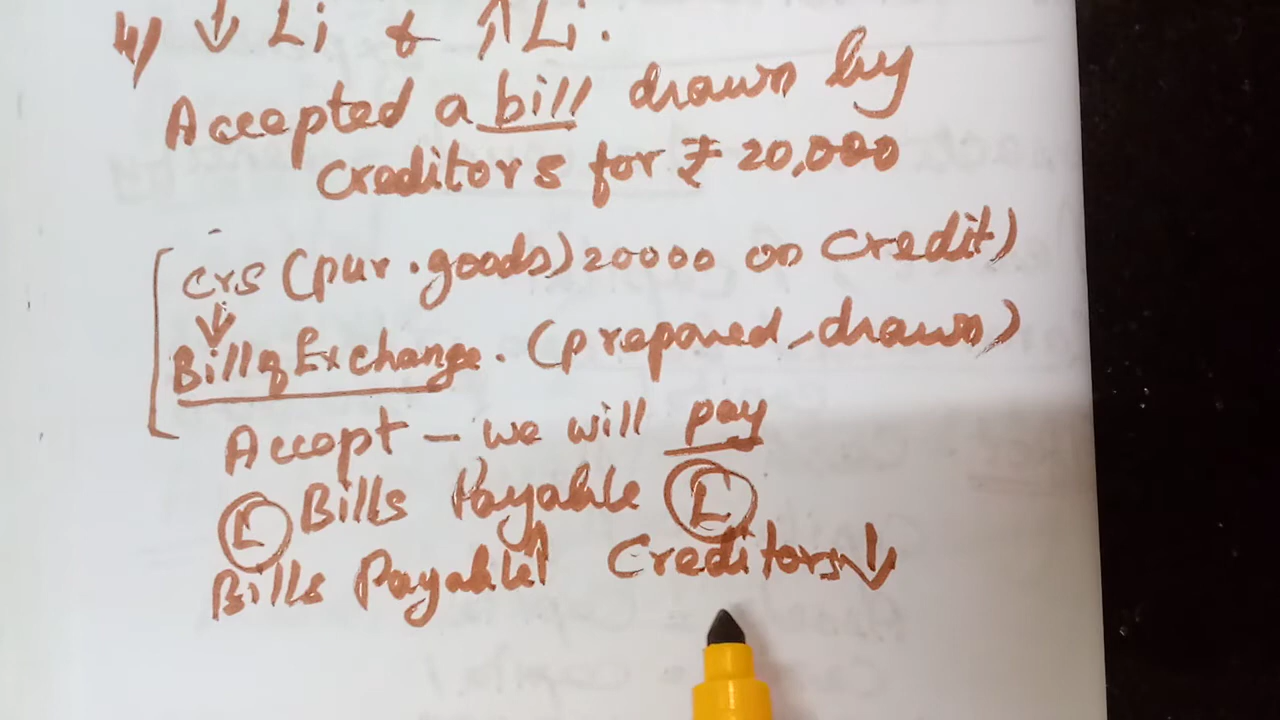 4) ↓ Li & ↑ Li.
Accepted a bill drawn by
creditors for ₹ 20,000
crs (pur. goods) 20000 on credit)
↓
Bill of Exchange. (prepared, drawn)
Accept - we will pay
(L) Bills Payable (L)
Bills Payable↑ Creditors↓